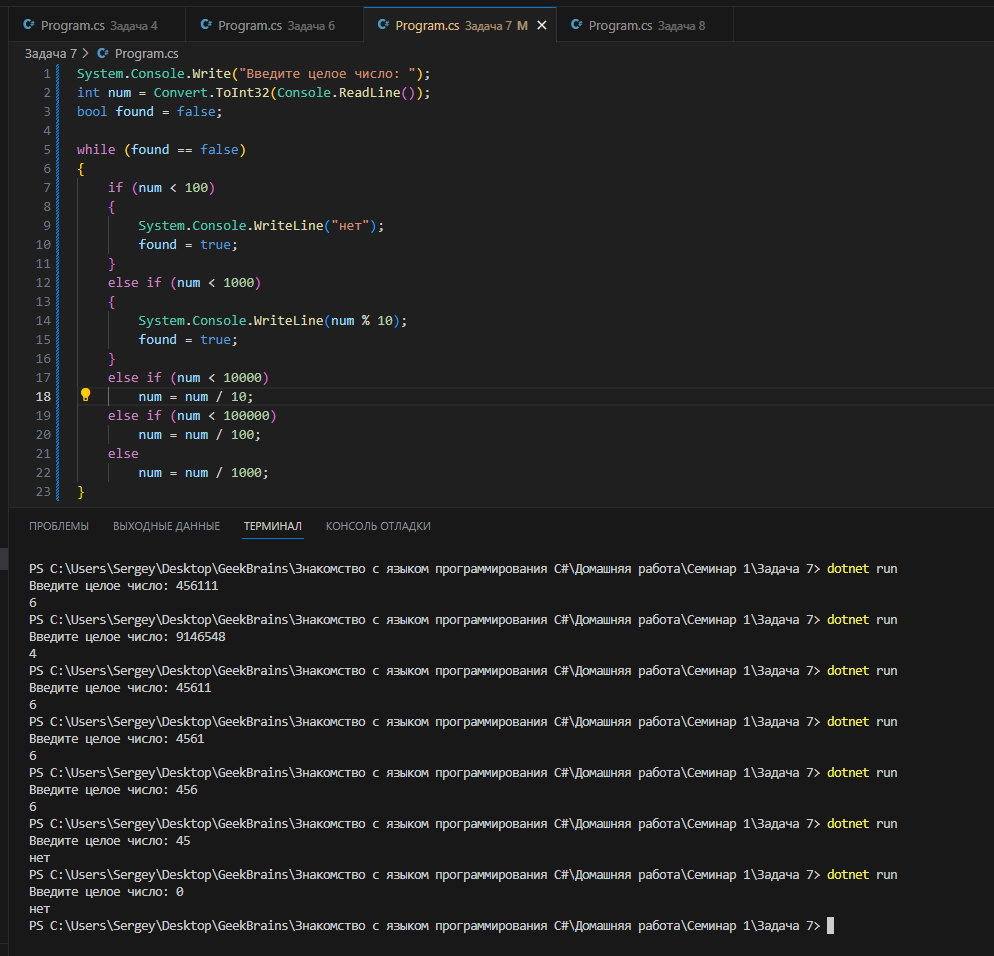 Program.cs Задача 4 Program.cs Задача 6 Program.cs Задача 7 M Program.cs Задача 8
Задача 7 > Program.cs
1 System.Console.Write("Введите целое число: ");
2 int num = Convert.ToInt32(Console.ReadLine());
3 bool found = false;
4
5 while (found == false)
6 {
7 if (num < 100)
8 {
9 System.Console.WriteLine("нет");
10 found = true;
11 }
12 else if (num < 1000)
13 {
14 System.Console.WriteLine(num % 10);
15 found = true;
16 }
17 else if (num < 10000)
18 num = num / 10;
19 else if (num < 100000)
20 num = num / 100;
21 else
22 num = num / 1000;
23 }
ПРОБЛЕМЫ ВЫХОДНЫЕ ДАННЫЕ ТЕРМИНАЛ КОНСОЛЬ ОТЛАДКИ
PS C:\Users\Sergey\Desktop\GeekBrains\Знакомство с языком программирования C#\Домашняя работа\Семинар 1\Задача 7> dotnet run
Введите целое число: 456111
6
PS C:\Users\Sergey\Desktop\GeekBrains\Знакомство с языком программирования C#\Домашняя работа\Семинар 1\Задача 7> dotnet run
Введите целое число: 9146548
4
PS C:\Users\Sergey\Desktop\GeekBrains\Знакомство с языком программирования C#\Домашняя работа\Семинар 1\Задача 7> dotnet run
Введите целое число: 45611
6
PS C:\Users\Sergey\Desktop\GeekBrains\Знакомство с языком программирования C#\Домашняя работа\Семинар 1\Задача 7> dotnet run
Введите целое число: 4561
6
PS C:\Users\Sergey\Desktop\GeekBrains\Знакомство с языком программирования C#\Домашняя работа\Семинар 1\Задача 7> dotnet run
Введите целое число: 456
6
PS C:\Users\Sergey\Desktop\GeekBrains\Знакомство с языком программирования C#\Домашняя работа\Семинар 1\Задача 7> dotnet run
Введите целое число: 45
нет
PS C:\Users\Sergey\Desktop\GeekBrains\Знакомство с языком программирования C#\Домашняя работа\Семинар 1\Задача 7> dotnet run
Введите целое число: 0
нет
PS C:\Users\Sergey\Desktop\GeekBrains\Знакомство с языком программирования C#\Домашняя работа\Семинар 1\Задача 7>